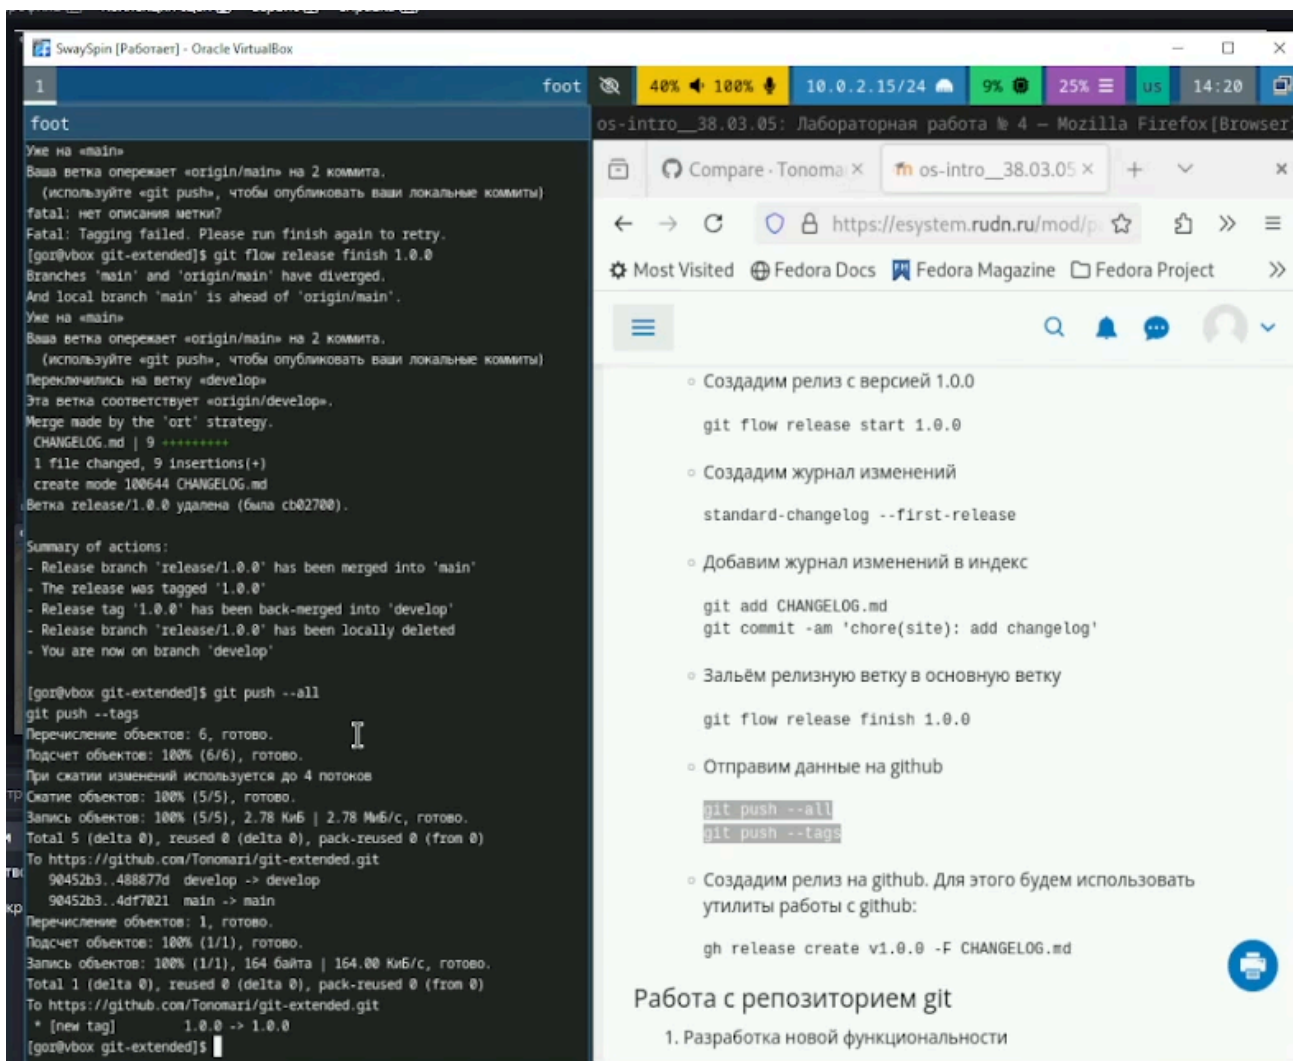 SwaySpin [Работает] - Oracle VirtualBox
1
foot
40% 100%
10.0.2.15/24
9%
25%
us
14:20
foot
Уже на «main»
Ваша ветка опережает «origin/main» на 2 коммита.
(используйте «git push», чтобы опубликовать ваши локальные коммиты)
fatal: нет описания метки?
Fatal: Tagging failed. Please run finish again to retry.
[gor@vbox git-extended]$ git flow release finish 1.0.0
Branches 'main' and 'origin/main' have diverged.
And local branch 'main' is ahead of 'origin/main'.
Уже на «main»
Ваша ветка опережает «origin/main» на 2 коммита.
(используйте «git push», чтобы опубликовать ваши локальные коммиты)
Переключились на ветку «develop»
Эта ветка соответствует «origin/develop».
Merge made by the 'ort' strategy.
CHANGELOG.md | 9 +++++++++
1 file changed, 9 insertions(+)
create mode 100644 CHANGELOG.md
Ветка release/1.0.0 удалена (была cb02700).
Summary of actions:
- Release branch 'release/1.0.0' has been merged into 'main'
- The release was tagged '1.0.0'
- Release tag '1.0.0' has been back-merged into 'develop'
- Release branch 'release/1.0.0' has been locally deleted
- You are now on branch 'develop'
[gor@vbox git-extended]$ git push --all
git push --tags
Перечисление объектов: 6, готово.
Подсчет объектов: 100% (6/6), готово.
При сжатии изменений используется до 4 потоков
Сжатие объектов: 100% (5/5), готово.
Запись объектов: 100% (5/5), 2.78 КиБ | 2.78 МиБ/с, готово.
Total 5 (delta 0), reused 0 (delta 0), pack-reused 0 (from 0)
To https://github.com/Tonomari/git-extended.git
90452b3..488877d develop -> develop
90452b3..4df7021 main -> main
Перечисление объектов: 1, готово.
Подсчет объектов: 100% (1/1), готово.
Запись объектов: 100% (1/1), 164 байта | 164.00 КиБ/с, готово.
Total 1 (delta 0), reused 0 (delta 0), pack-reused 0 (from 0)
To https://github.com/Tonomari/git-extended.git
* [new tag] 1.0.0 -> 1.0.0
[gor@vbox git-extended]$
os-intro__38.03.05: Лабораторная работа № 4 — Mozilla Firefox[Browser
Compare · Tonoma
os-intro__38.03.05
https://esystem.rudn.ru/mod/p
Most Visited Fedora Docs Fedora Magazine Fedora Project
Создадим релиз с версией 1.0.0
git flow release start 1.0.0
Создадим журнал изменений
standard-changelog --first-release
Добавим журнал изменений в индекс
git add CHANGELOG.md
git commit -am 'chore(site): add changelog'
Зальём релизную ветку в основную ветку
git flow release finish 1.0.0
Отправим данные на github
git push --all
git push --tags
Создадим релиз на github. Для этого будем использовать
утилиты работы с github:
gh release create v1.0.0 -F CHANGELOG.md
Работа с репозиторием git
1. Разработка новой функциональности